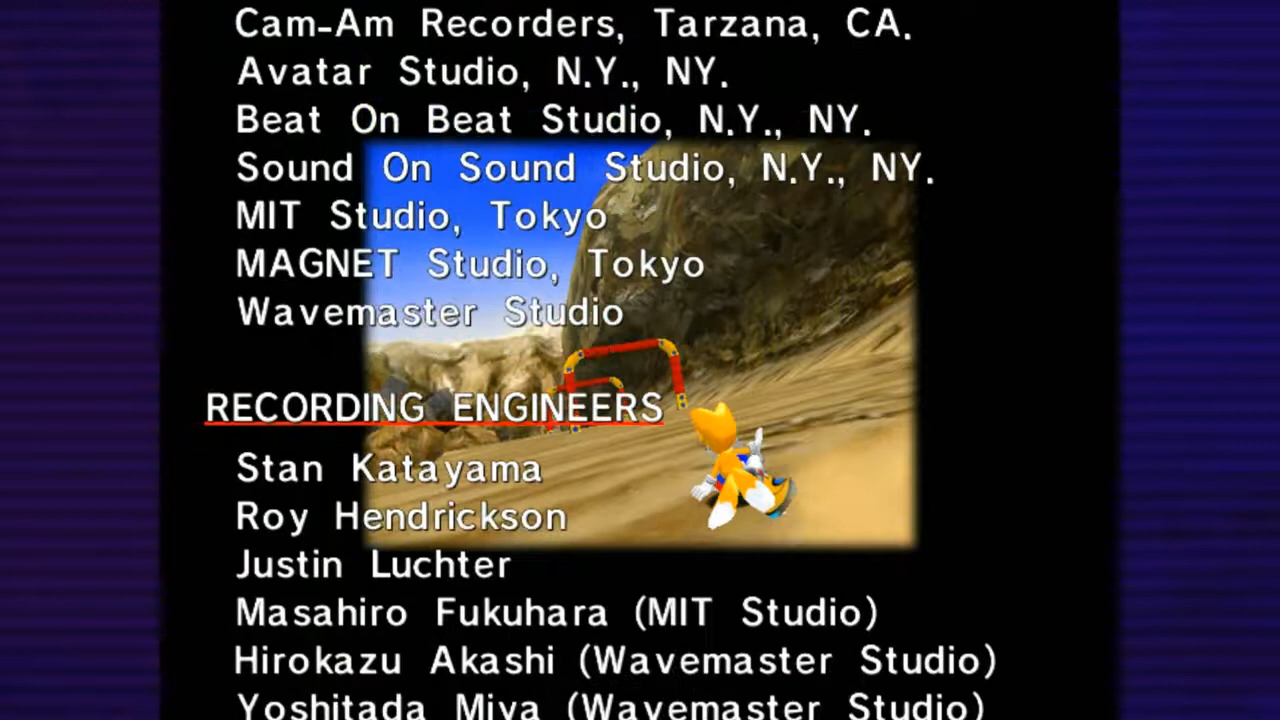 Cam-Am Recorders, Tarzana, CA.
Avatar Studio, N.Y., NY.
Beat On Beat Studio, N.Y., NY.
Sound On Sound Studio, N.Y., NY.
MIT Studio, Tokyo
MAGNET Studio, Tokyo
Wavemaster Studio
RECORDING ENGINEERS
Stan Katayama
Roy Hendrickson
Justin Luchter
Masahiro Fukuhara (MIT Studio)
Hirokazu Akashi (Wavemaster Studio)
Yoshitada Miya (Wavemaster Studio)